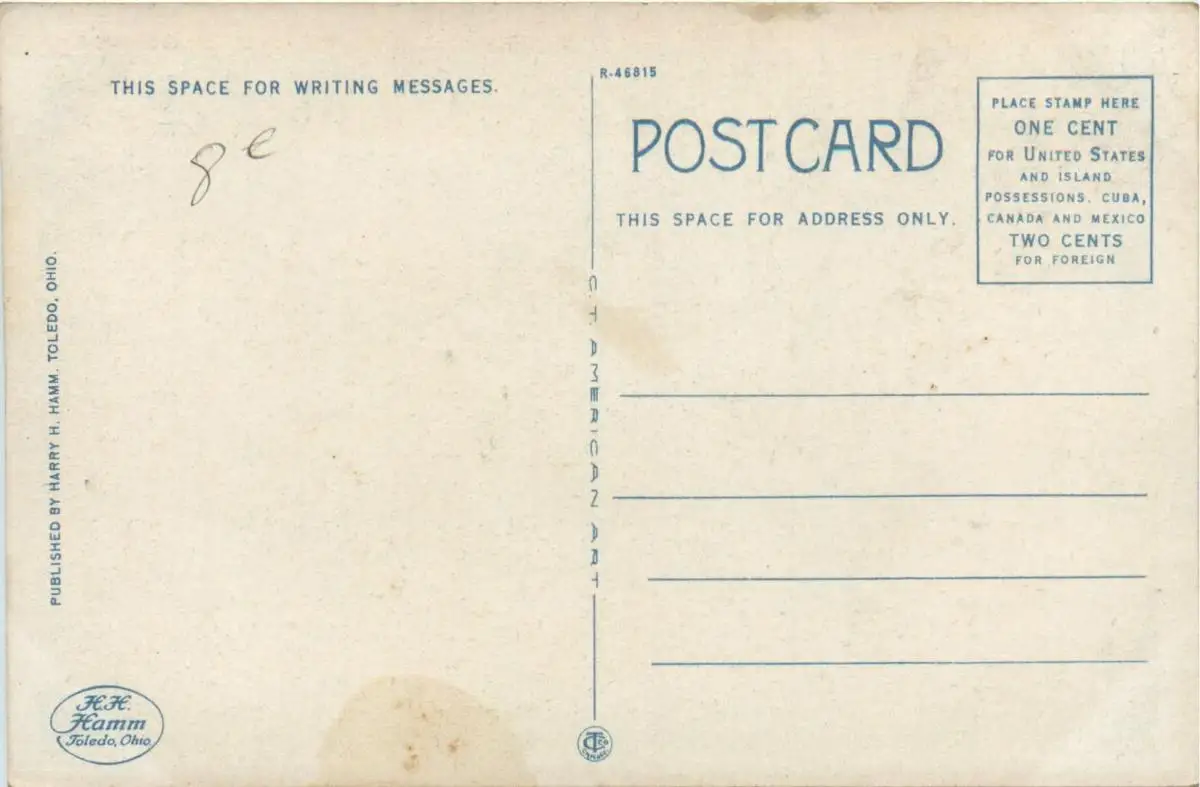 THIS SPACE FOR WRITING MESSAGES.
8e
PUBLISHED BY HARRY H. HAMM. TOLEDO, OHIO.
H.H.
Hamm
Toledo, Ohio
C.T. AMERICAN ART
R-46815
POST CARD
THIS SPACE FOR ADDRESS ONLY.
PLACE STAMP HERE
ONE CENT
FOR UNITED STATES
AND ISLAND
POSSESSIONS. CUBA,
CANADA AND MEXICO
TWO CENTS
FOR FOREIGN